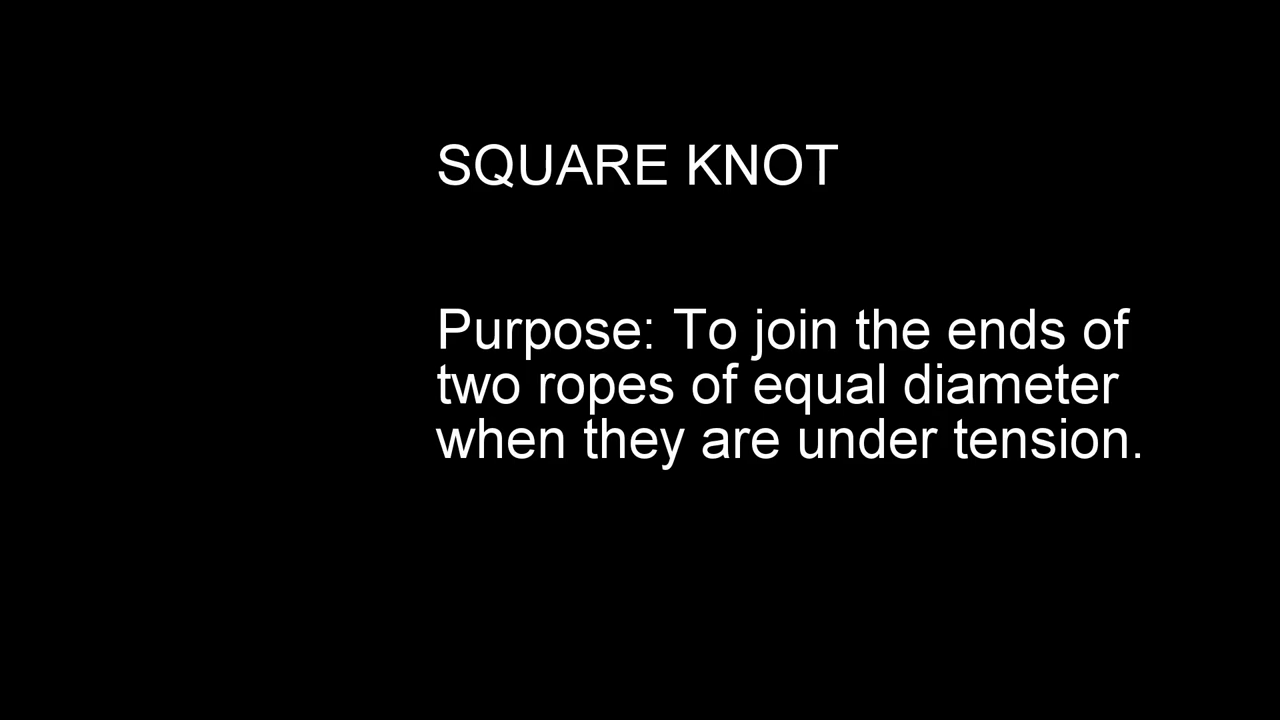 SQUARE KNOT
Purpose: To join the ends of
two ropes of equal diameter
when they are under tension.